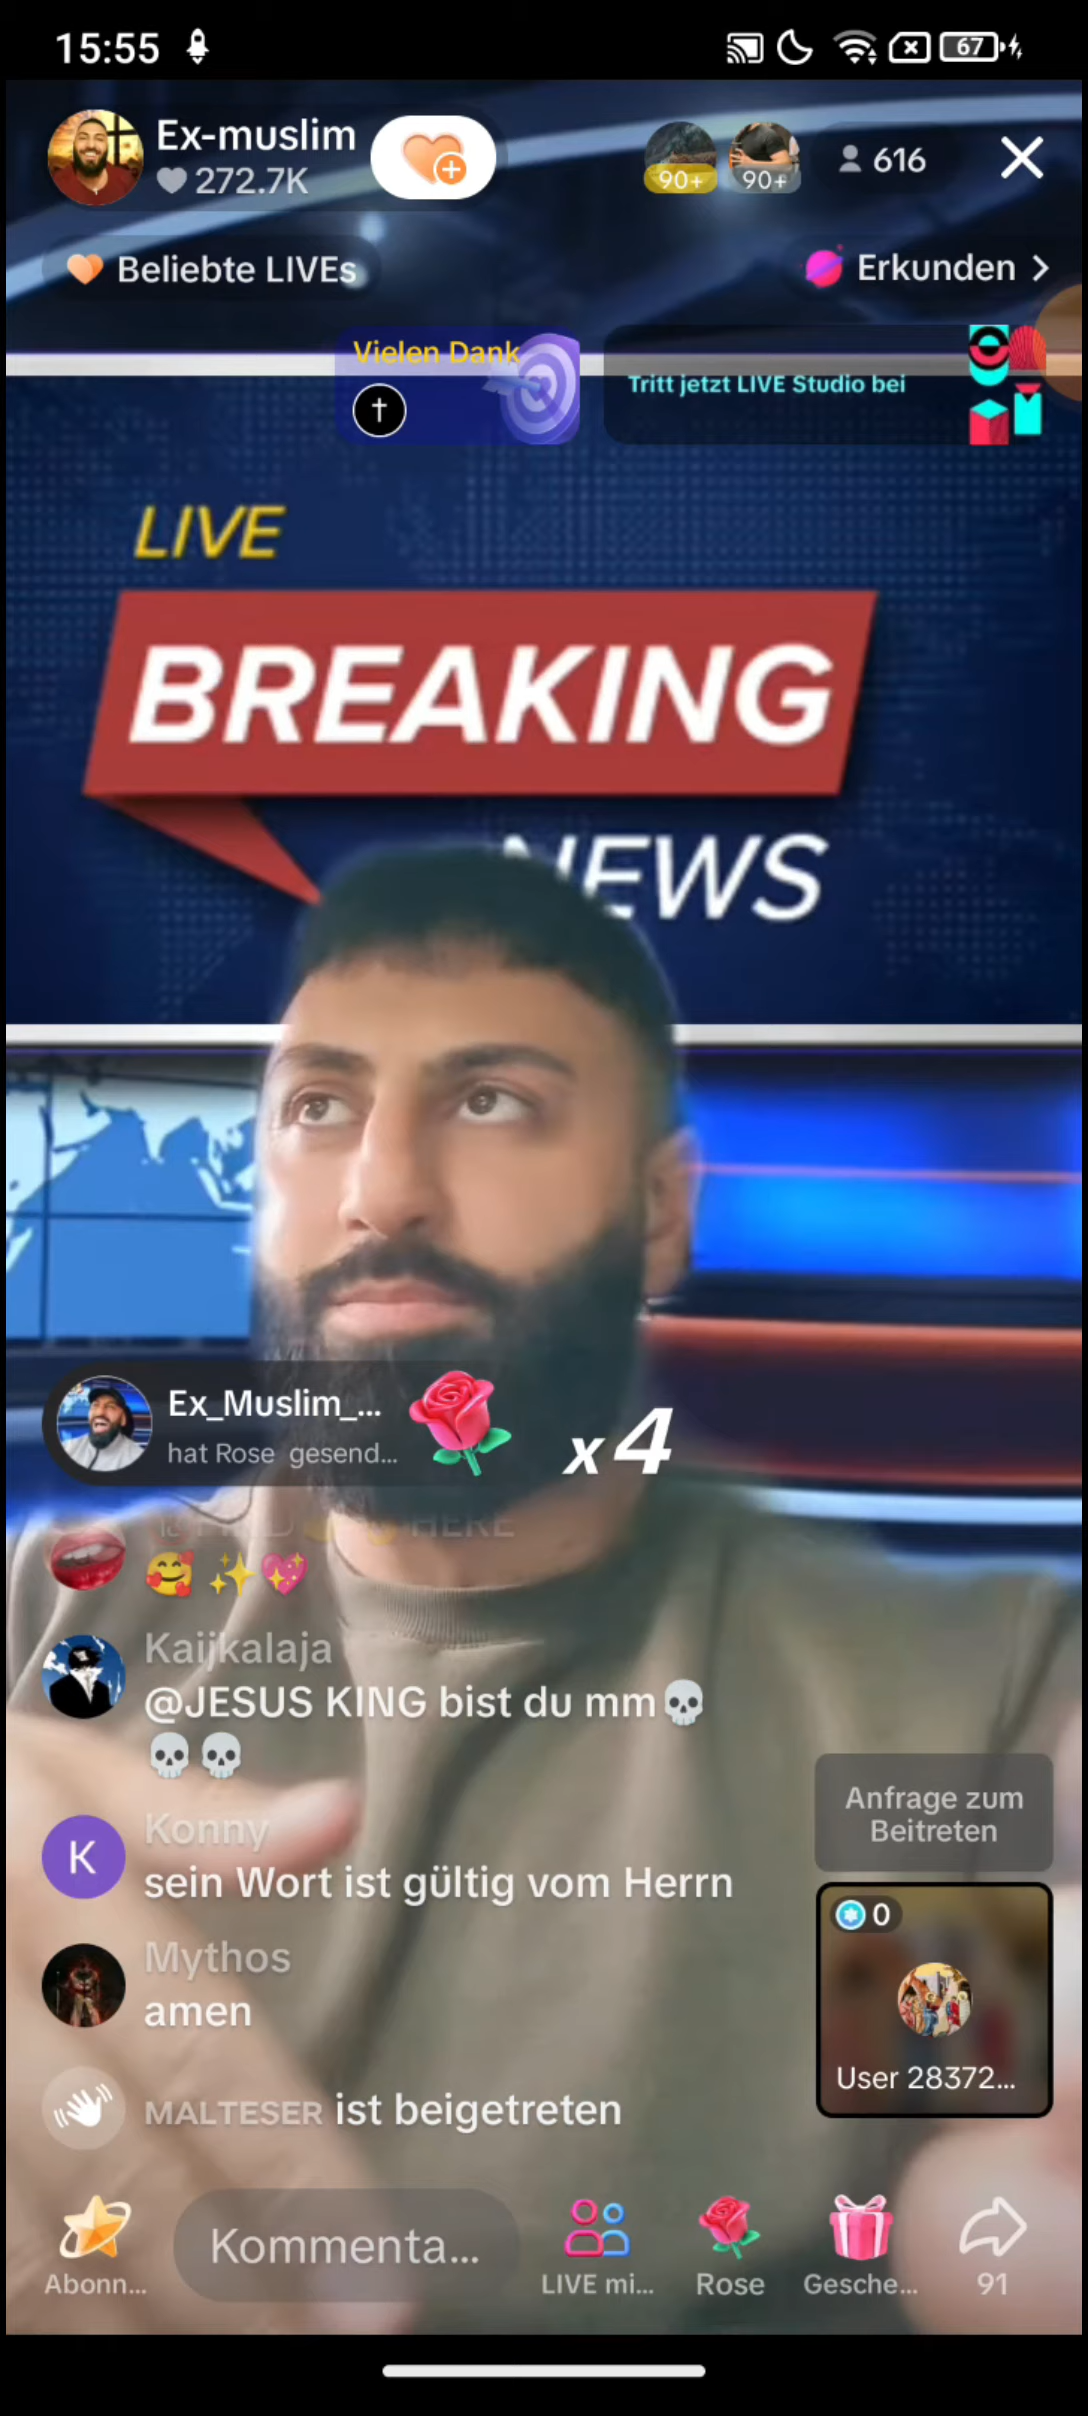 15:55
67
Ex-muslim
272.7K
90+
90+
616
Beliebte LIVEs
Erkunden
Vielen Dank
Tritt jetzt LIVE Studio bei
LIVE
BREAKING
NEWS
Ex_Muslim_...
hat Rose gesend...
x4
HERE
🥰 ✨💖
Kaijkalaja
@JESUS KING bist du mm💀
💀💀
Anfrage zum
Beitreten
Konny
sein Wort ist gültig vom Herrn
K
0
Mythos
amen
User 28372...
MALTESER ist beigetreten
Kommenta...
Abonn...
LIVE mi...
Rose
Gesche...
91